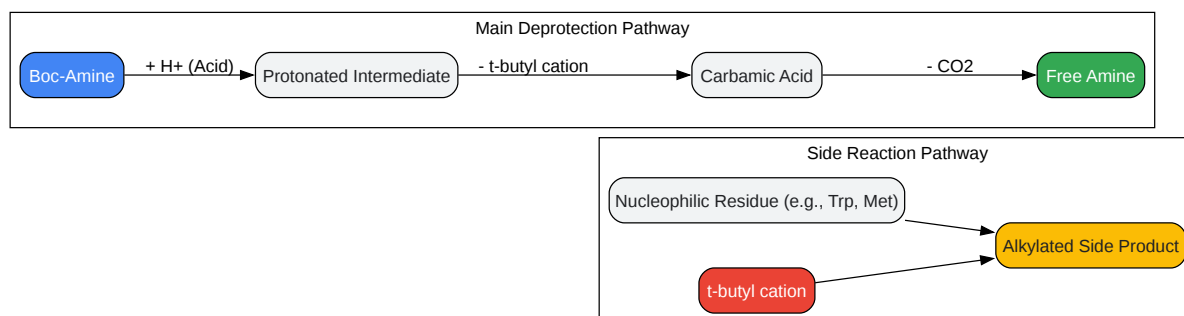 Main Deprotection Pathway
Boc-Amine
+ H+ (Acid)
Protonated Intermediate
- t-butyl cation
Carbamic Acid
- CO2
Free Amine
Side Reaction Pathway
Nucleophilic Residue (e.g., Trp, Met)
Alkylated Side Product
t-butyl cation